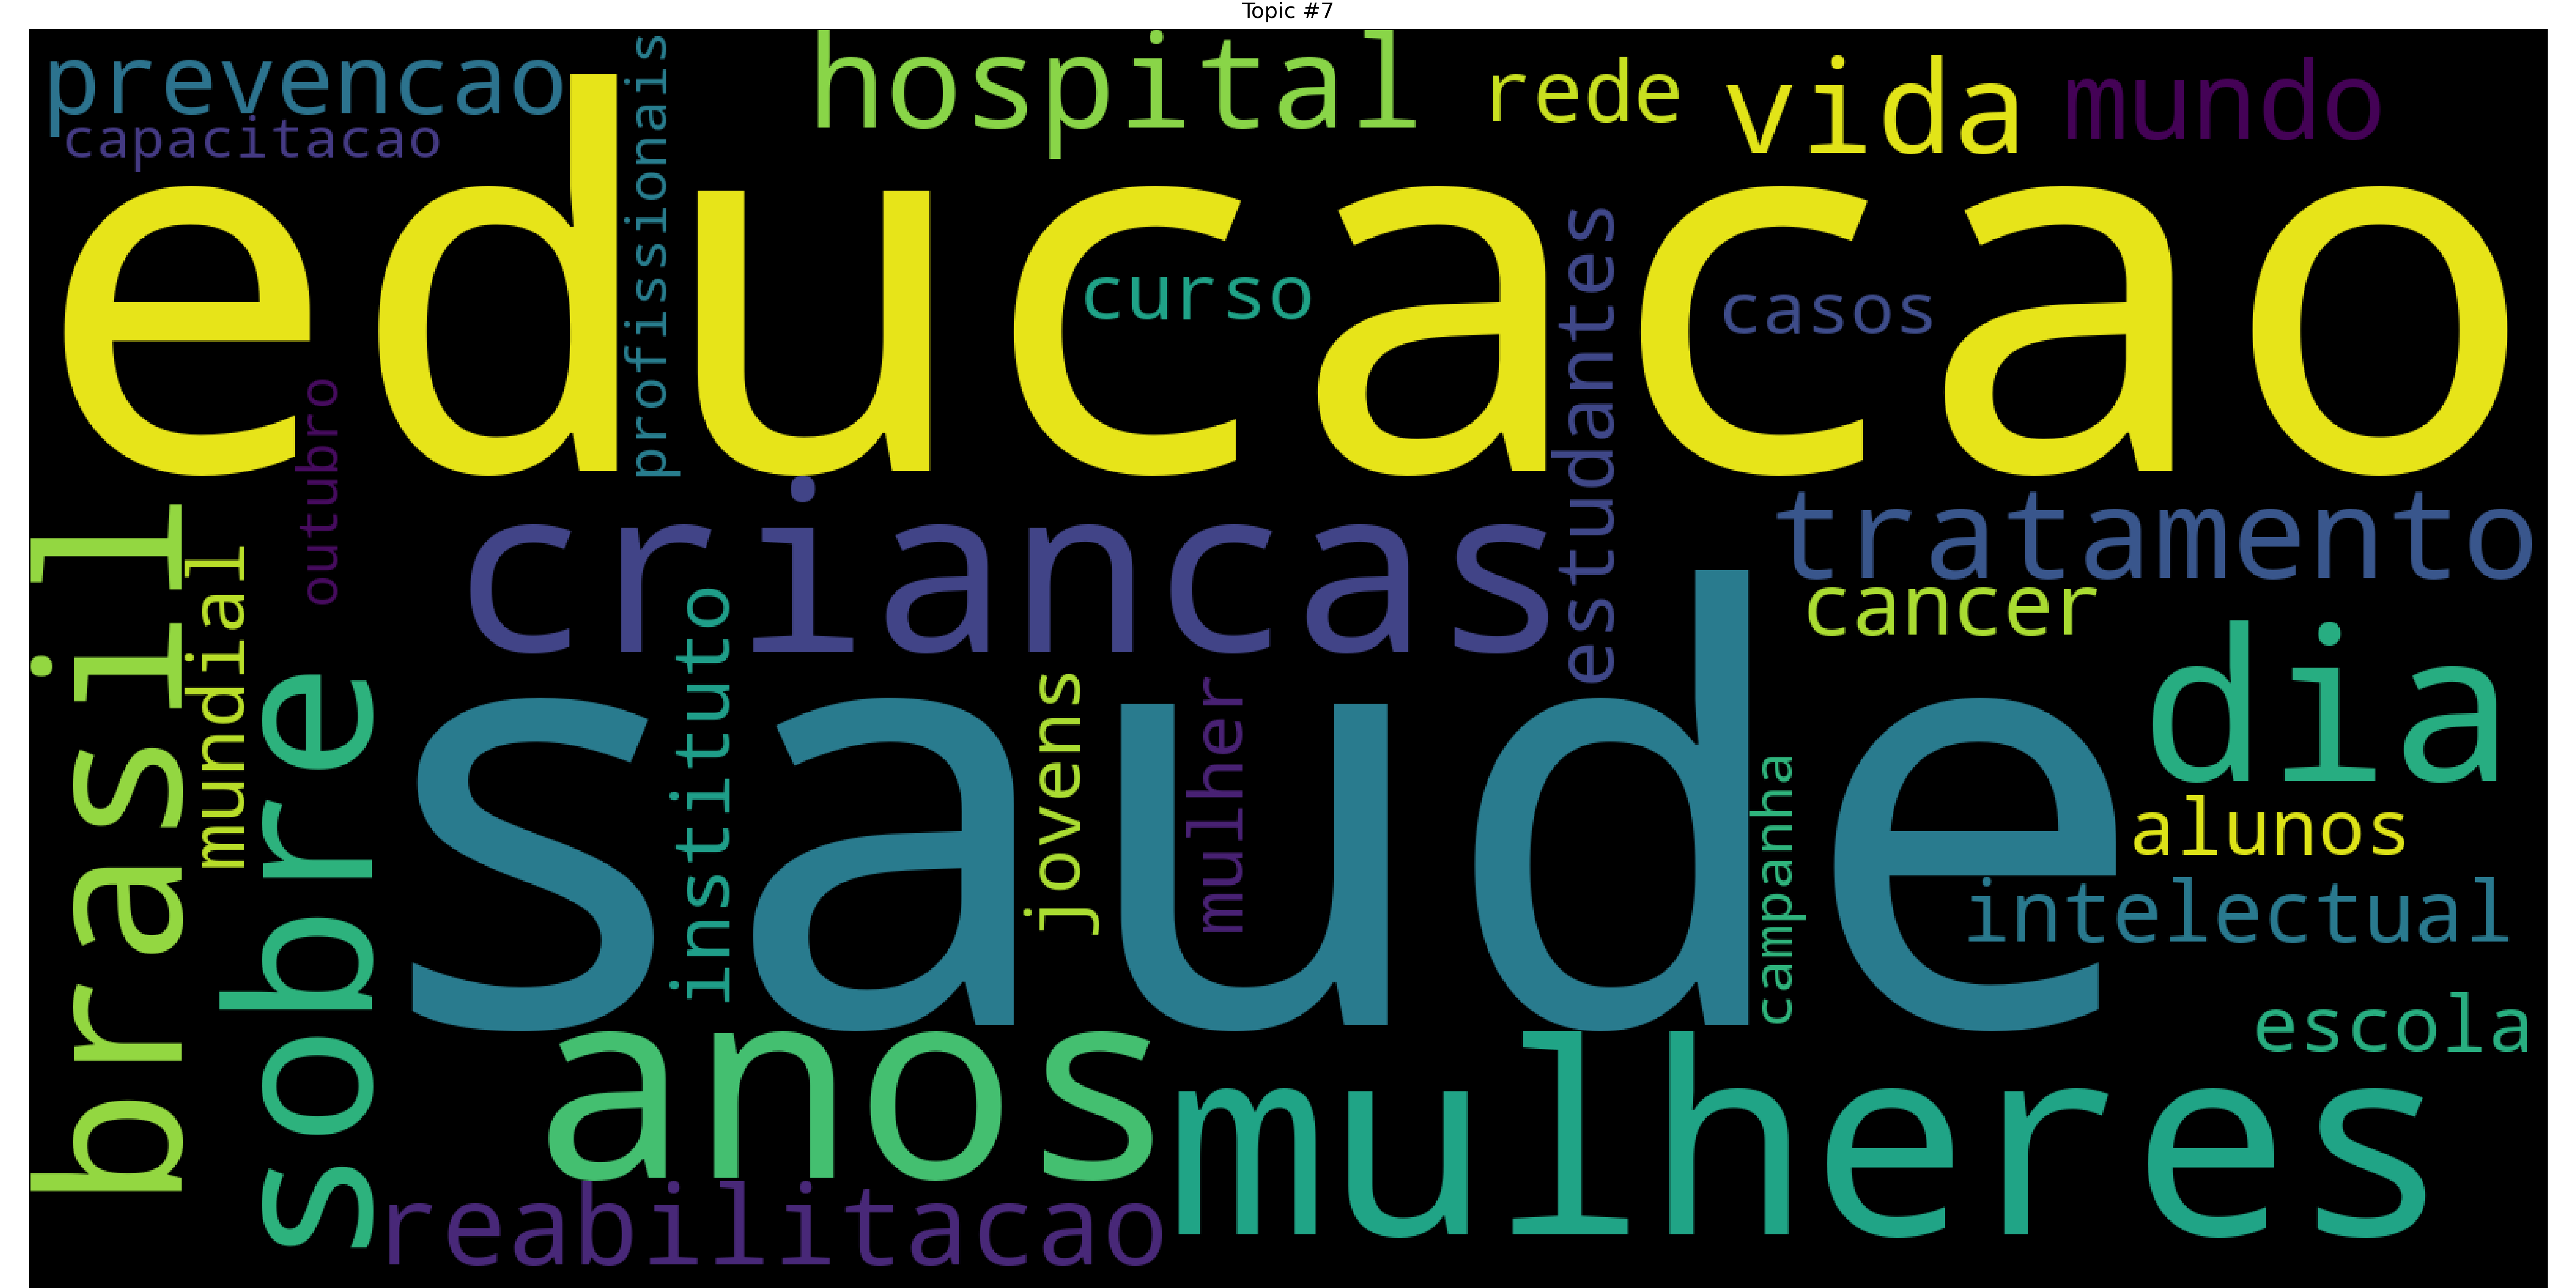 Topic #7
prevencao
capacitacao
profissionais
hospital
rede
vida
mundo
educacao
curso
casos
estudantes
outubro
criancas
tratamento
cancer
brasil
mundial
sobre
instituto
jovens
mulher
saude
campanha
dia
alunos
intelectual
escola
anos
mulheres
reabilitacao